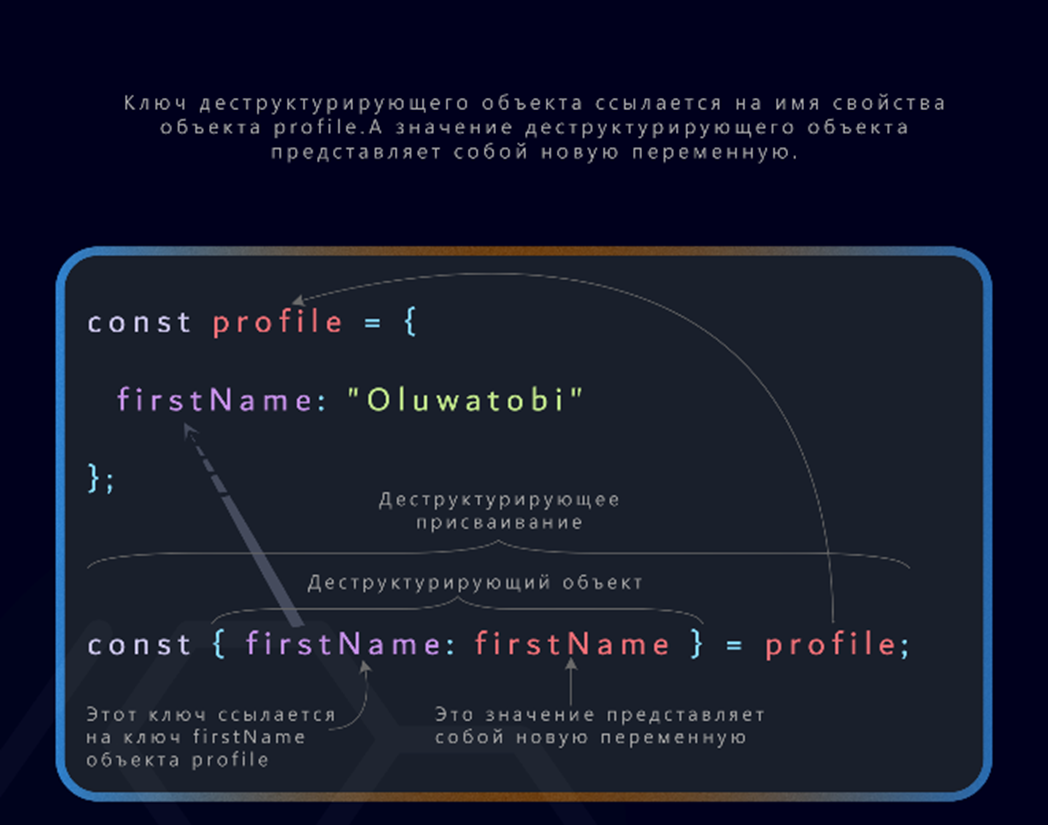 Ключ деструктурирующего объекта ссылается на имя свойства
объекта profile.А значение деструктурирующего объекта
представляет собой новую переменную.
const profile = {
firstName: "Oluwatobi"
};
Деструктурирующее
присваивание
Деструктурирующий объект
const { firstName: firstName } = profile;
Этот ключ ссылается
на ключ firstName
объекта profile
Это значение представляет
собой новую переменную